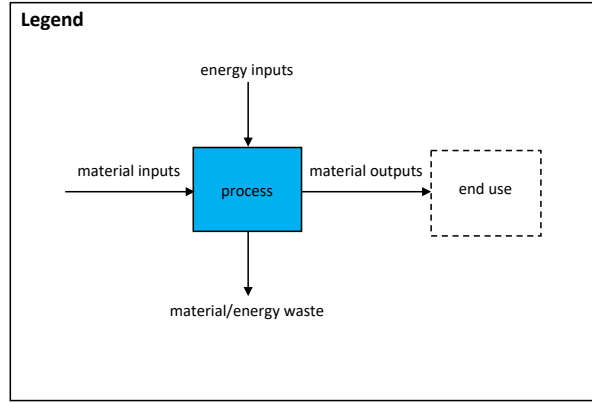 Legend
energy inputs
material inputs
process
material outputs
end use
material/energy waste